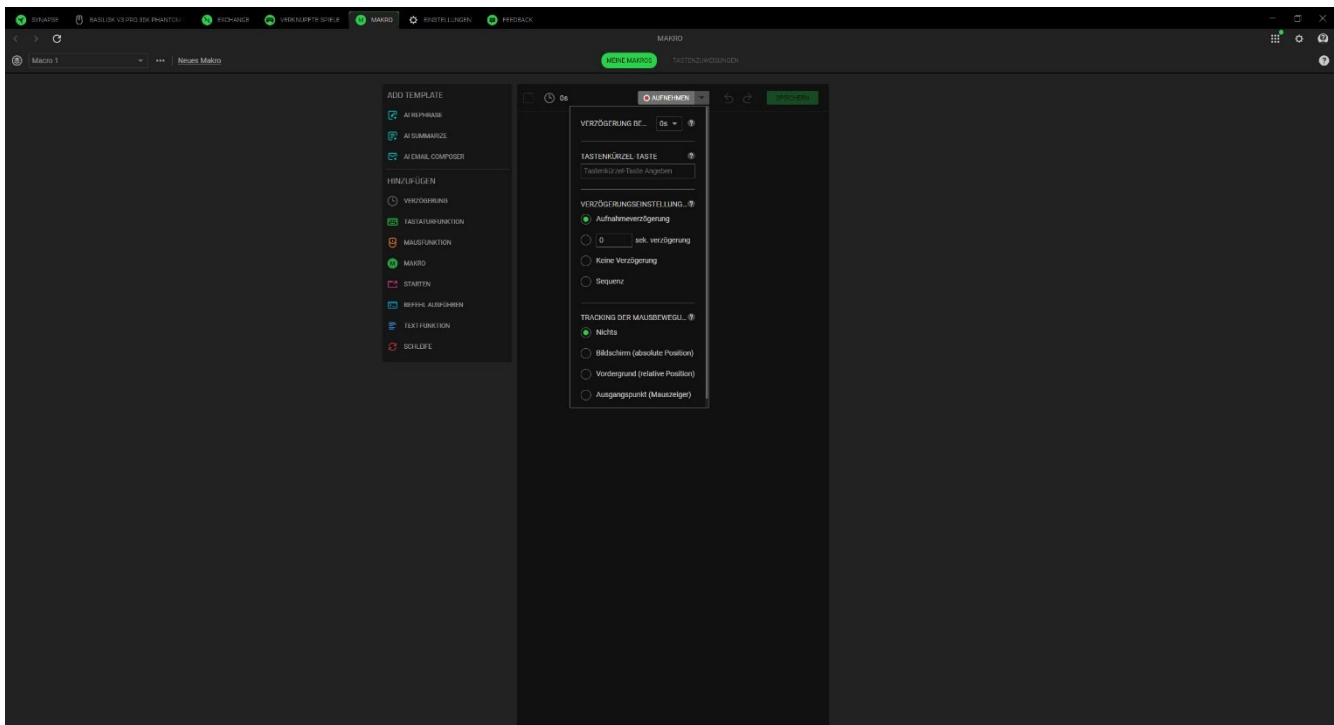 SYNAPSE
BASILISK V3 PRO 35K PHANTOM
EXCHANGE
VERKNÜPFTE SPIELE
MAKRO
EINSTELLUNGEN
FEEDBACK
MAKRO
Macro 1
Neues Makro
MEINE MAKROS
TASTENZUWEISUNGEN
ADD TEMPLATE
AI REPHRASE
AI SUMMARIZE
AI EMAIL COMPOSER
HINZUFÜGEN
VERZÖGERUNG
TASTATURFUNKTION
MAUSFUNKTION
MAKRO
STARTEN
BEFEHL AUSFÜHREN
TEXT FUNKTION
SCHLEIFE
0s
AUFNEHMEN
SPEICHERN
VERZÖGERUNG BE... 0s
TASTENKÜRZEL-TASTE
Tastenkürzel-Taste Angeben
VERZÖGERUNGSEINSTELLUNG...
Aufnahmeverzögerung
0 sek. verzögerung
Keine Verzögerung
Sequenz
TRACKING DER MAUSBEWEGU...
Nichts
Bildschirm (absolute Position)
Vordergrund (relative Position)
Ausgangspunkt (Mauszeiger)